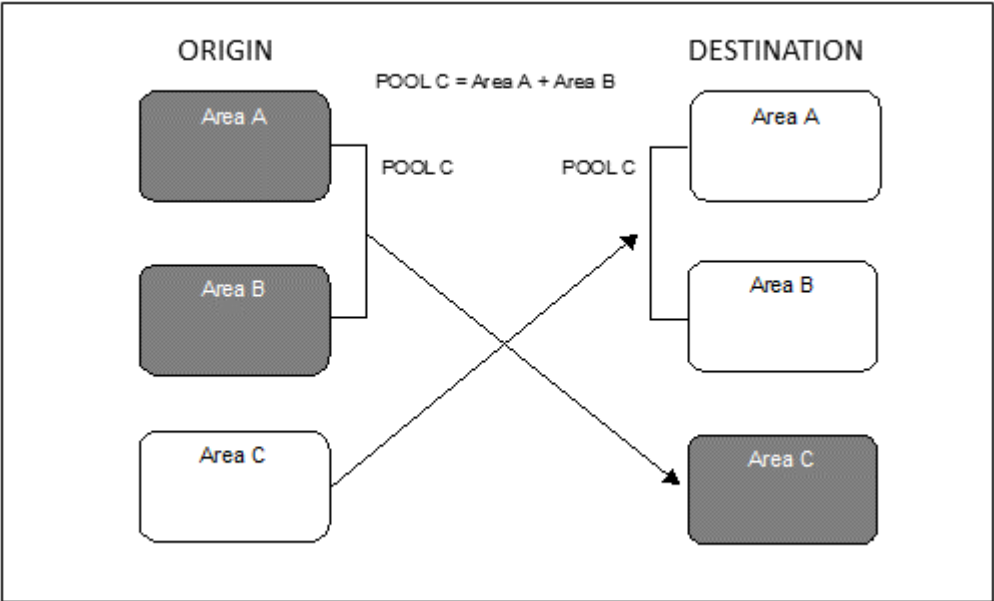 ORIGIN
DESTINATION
POOL C = Area A + Area B
Area A
Area A
POOL C
POOL C
Area B
Area B
Area C
Area C